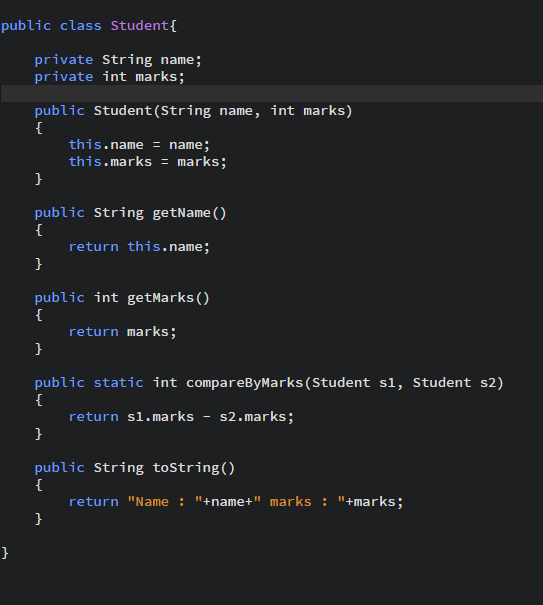 public class Student{
private String name;
private int marks;
public Student(String name, int marks)
{
this.name = name;
this.marks = marks;
}
public String getName()
{
return this.name;
}
public int getMarks()
{
return marks;
}
public static int compareByMarks(Student s1, Student s2)
{
return s1.marks - s2.marks;
}
public String toString()
{
return "Name : "+name+" marks : "+marks;
}
}